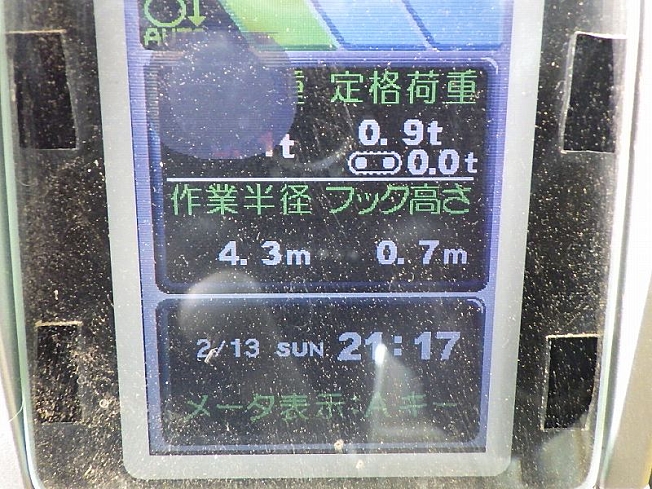 AUTO
重 定格荷重
t 0.9t
0.0t
作業半径 フック高さ
4.3m 0.7m
2/13 SUN 21:17
メータ表示:Aキー